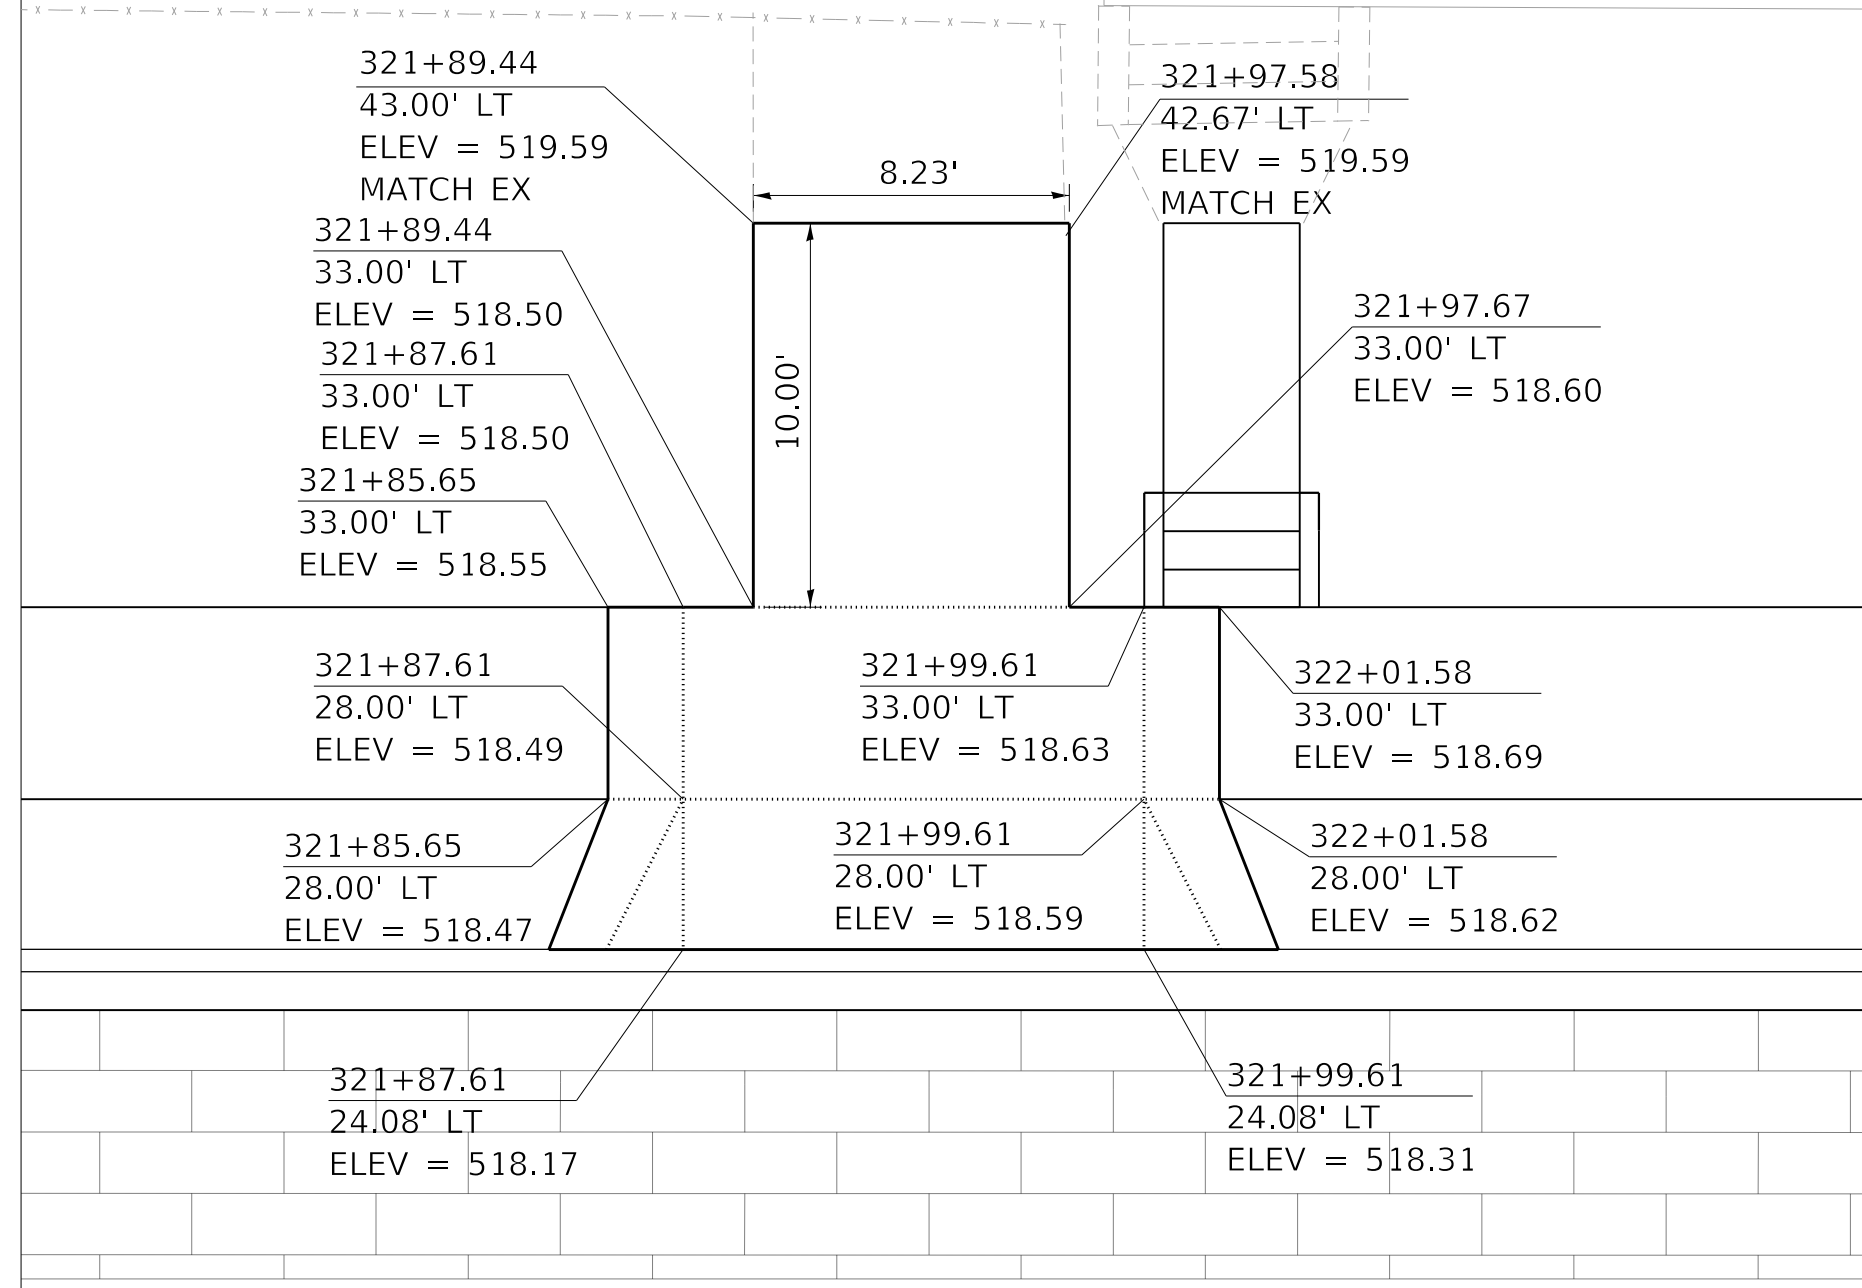 321+89.44
43.00' LT
ELEV = 519.59
MATCH EX
321+97.58
42.67' LT
ELEV = 519.59
MATCH EX
8.23'
321+89.44
33.00' LT
ELEV = 518.50
321+97.67
33.00' LT
ELEV = 518.60
321+87.61
33.00' LT
ELEV = 518.50
10.00'
321+85.65
33.00' LT
ELEV = 518.55
321+87.61
28.00' LT
ELEV = 518.49
321+99.61
33.00' LT
ELEV = 518.63
322+01.58
33.00' LT
ELEV = 518.69
321+85.65
28.00' LT
ELEV = 518.47
321+99.61
28.00' LT
ELEV = 518.59
322+01.58
28.00' LT
ELEV = 518.62
321+87.61
24.08' LT
ELEV = 518.17
321+99.61
24.08' LT
ELEV = 518.31